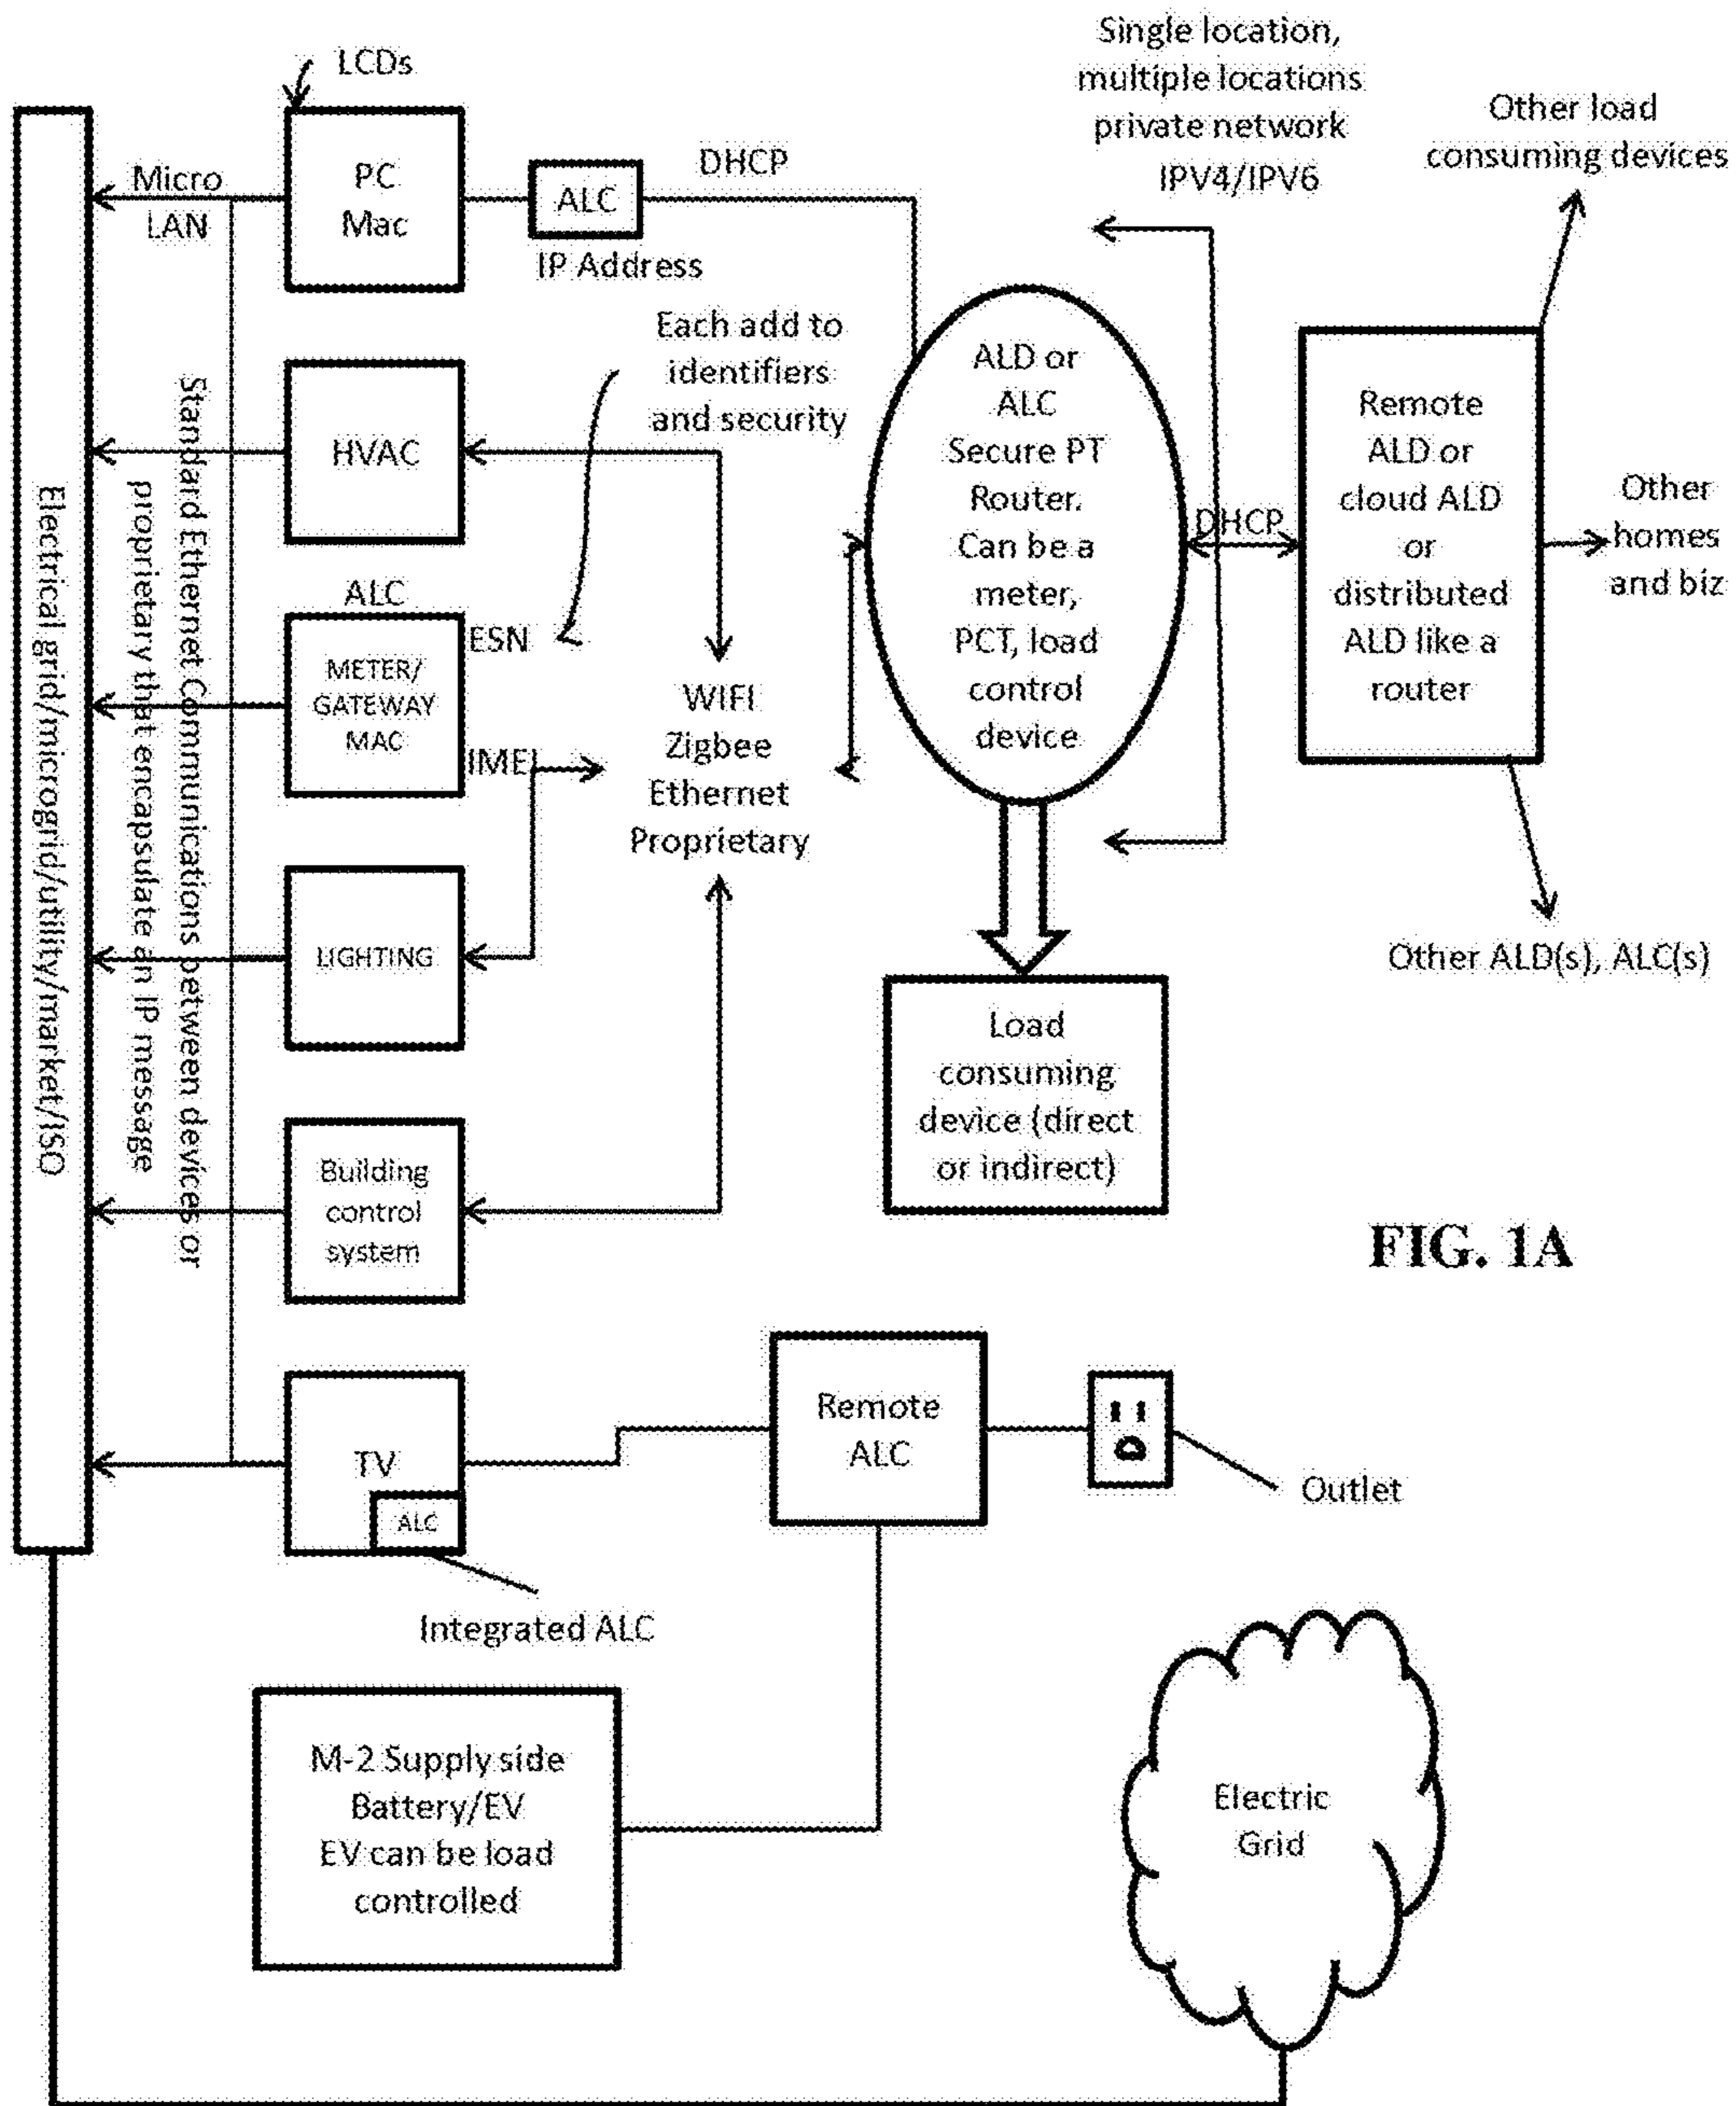 LCDs
Micro
LAN
PC
Mac
ALC
IP Address
DHCP
Single location,
multiple locations
private network
IPV4/IPV6
Other load
consuming devices
Electrical grid/microgrid/utility/market/ISO
Standard Ethernet Communications between devices or
proprietary that encapsulate an IP message
HVAC
Each add to
identifiers
and security
ALD or
ALC
Secure PT
Router.
Can be a
meter,
PCT, load
control
device
DHCP
Remote
ALD or
cloud ALD
or
distributed
ALD like a
router
Other
homes
and biz
ALC
METER/
GATEWAY
MAC
ESN
IMEI
WIFI
Zigbee
Ethernet
Proprietary
LIGHTING
Other ALD(s), ALC(s)
Load
consuming
device (direct
or indirect)
Building
control
system
FIG. 1A
TV
ALC
Integrated ALC
Remote
ALC
Outlet
M-2 Supply side
Battery/EV
EV can be load
controlled
Electric
Grid